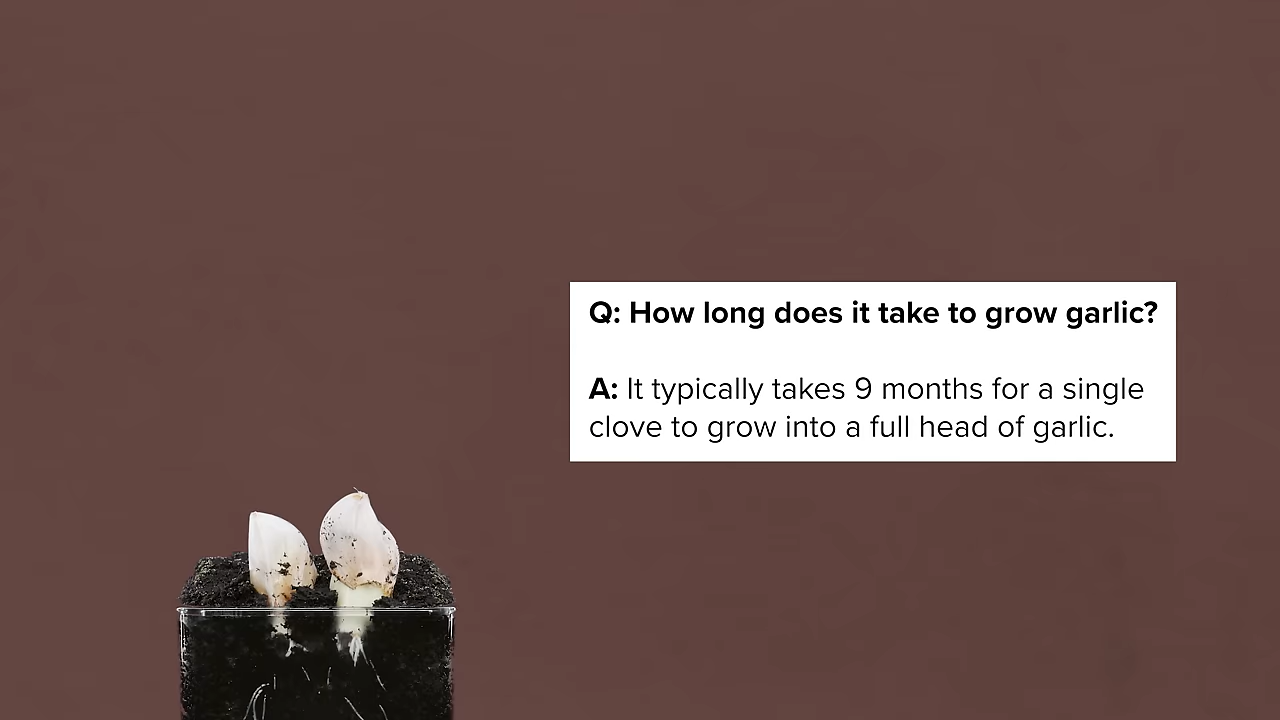 Q: How long does it take to grow garlic?
A: It typically takes 9 months for a single
clove to grow into a full head of garlic.